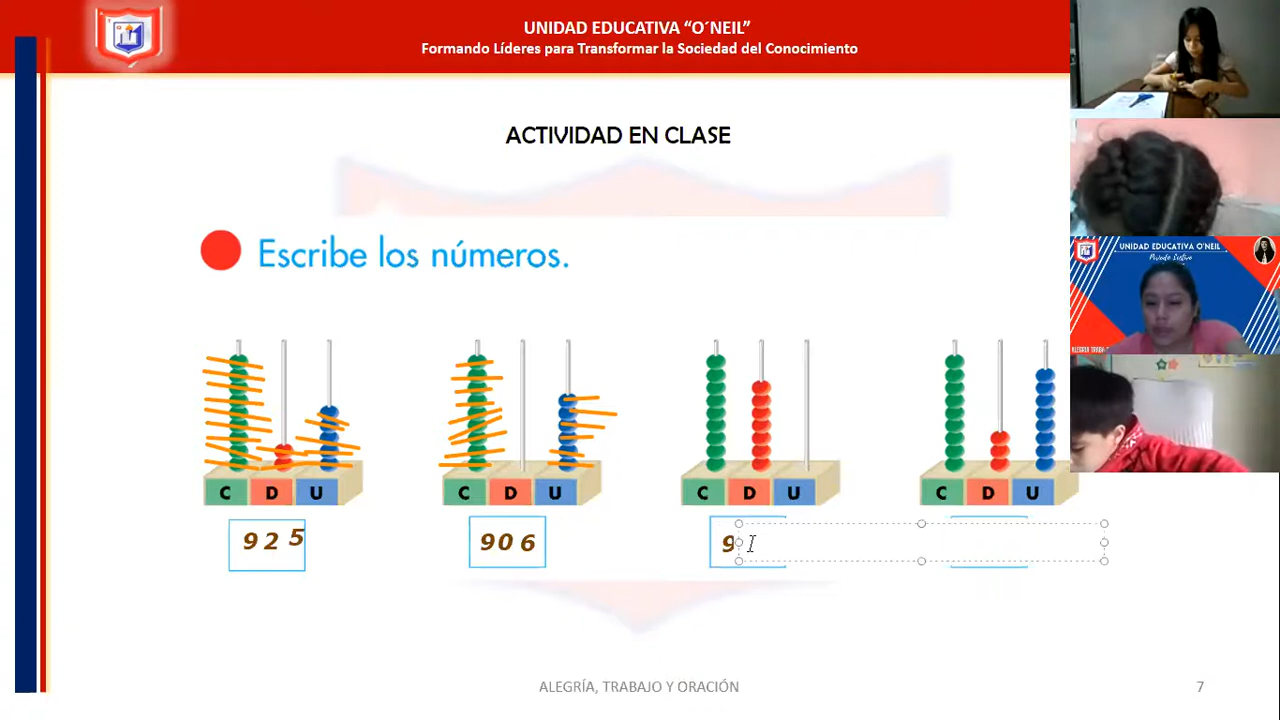 UNIDAD EDUCATIVA "O´NEIL"
Formando Líderes para Transformar la Sociedad del Conocimiento
UNIDAD EDUCATIVA O'NEIL
ACTIVIDAD EN CLASE
Escribe los números.
C D U
C D U
C D U
C D U
9 2 5
9 0 6
9
ALEGRÍA, TRABAJO Y ORACIÓN
7